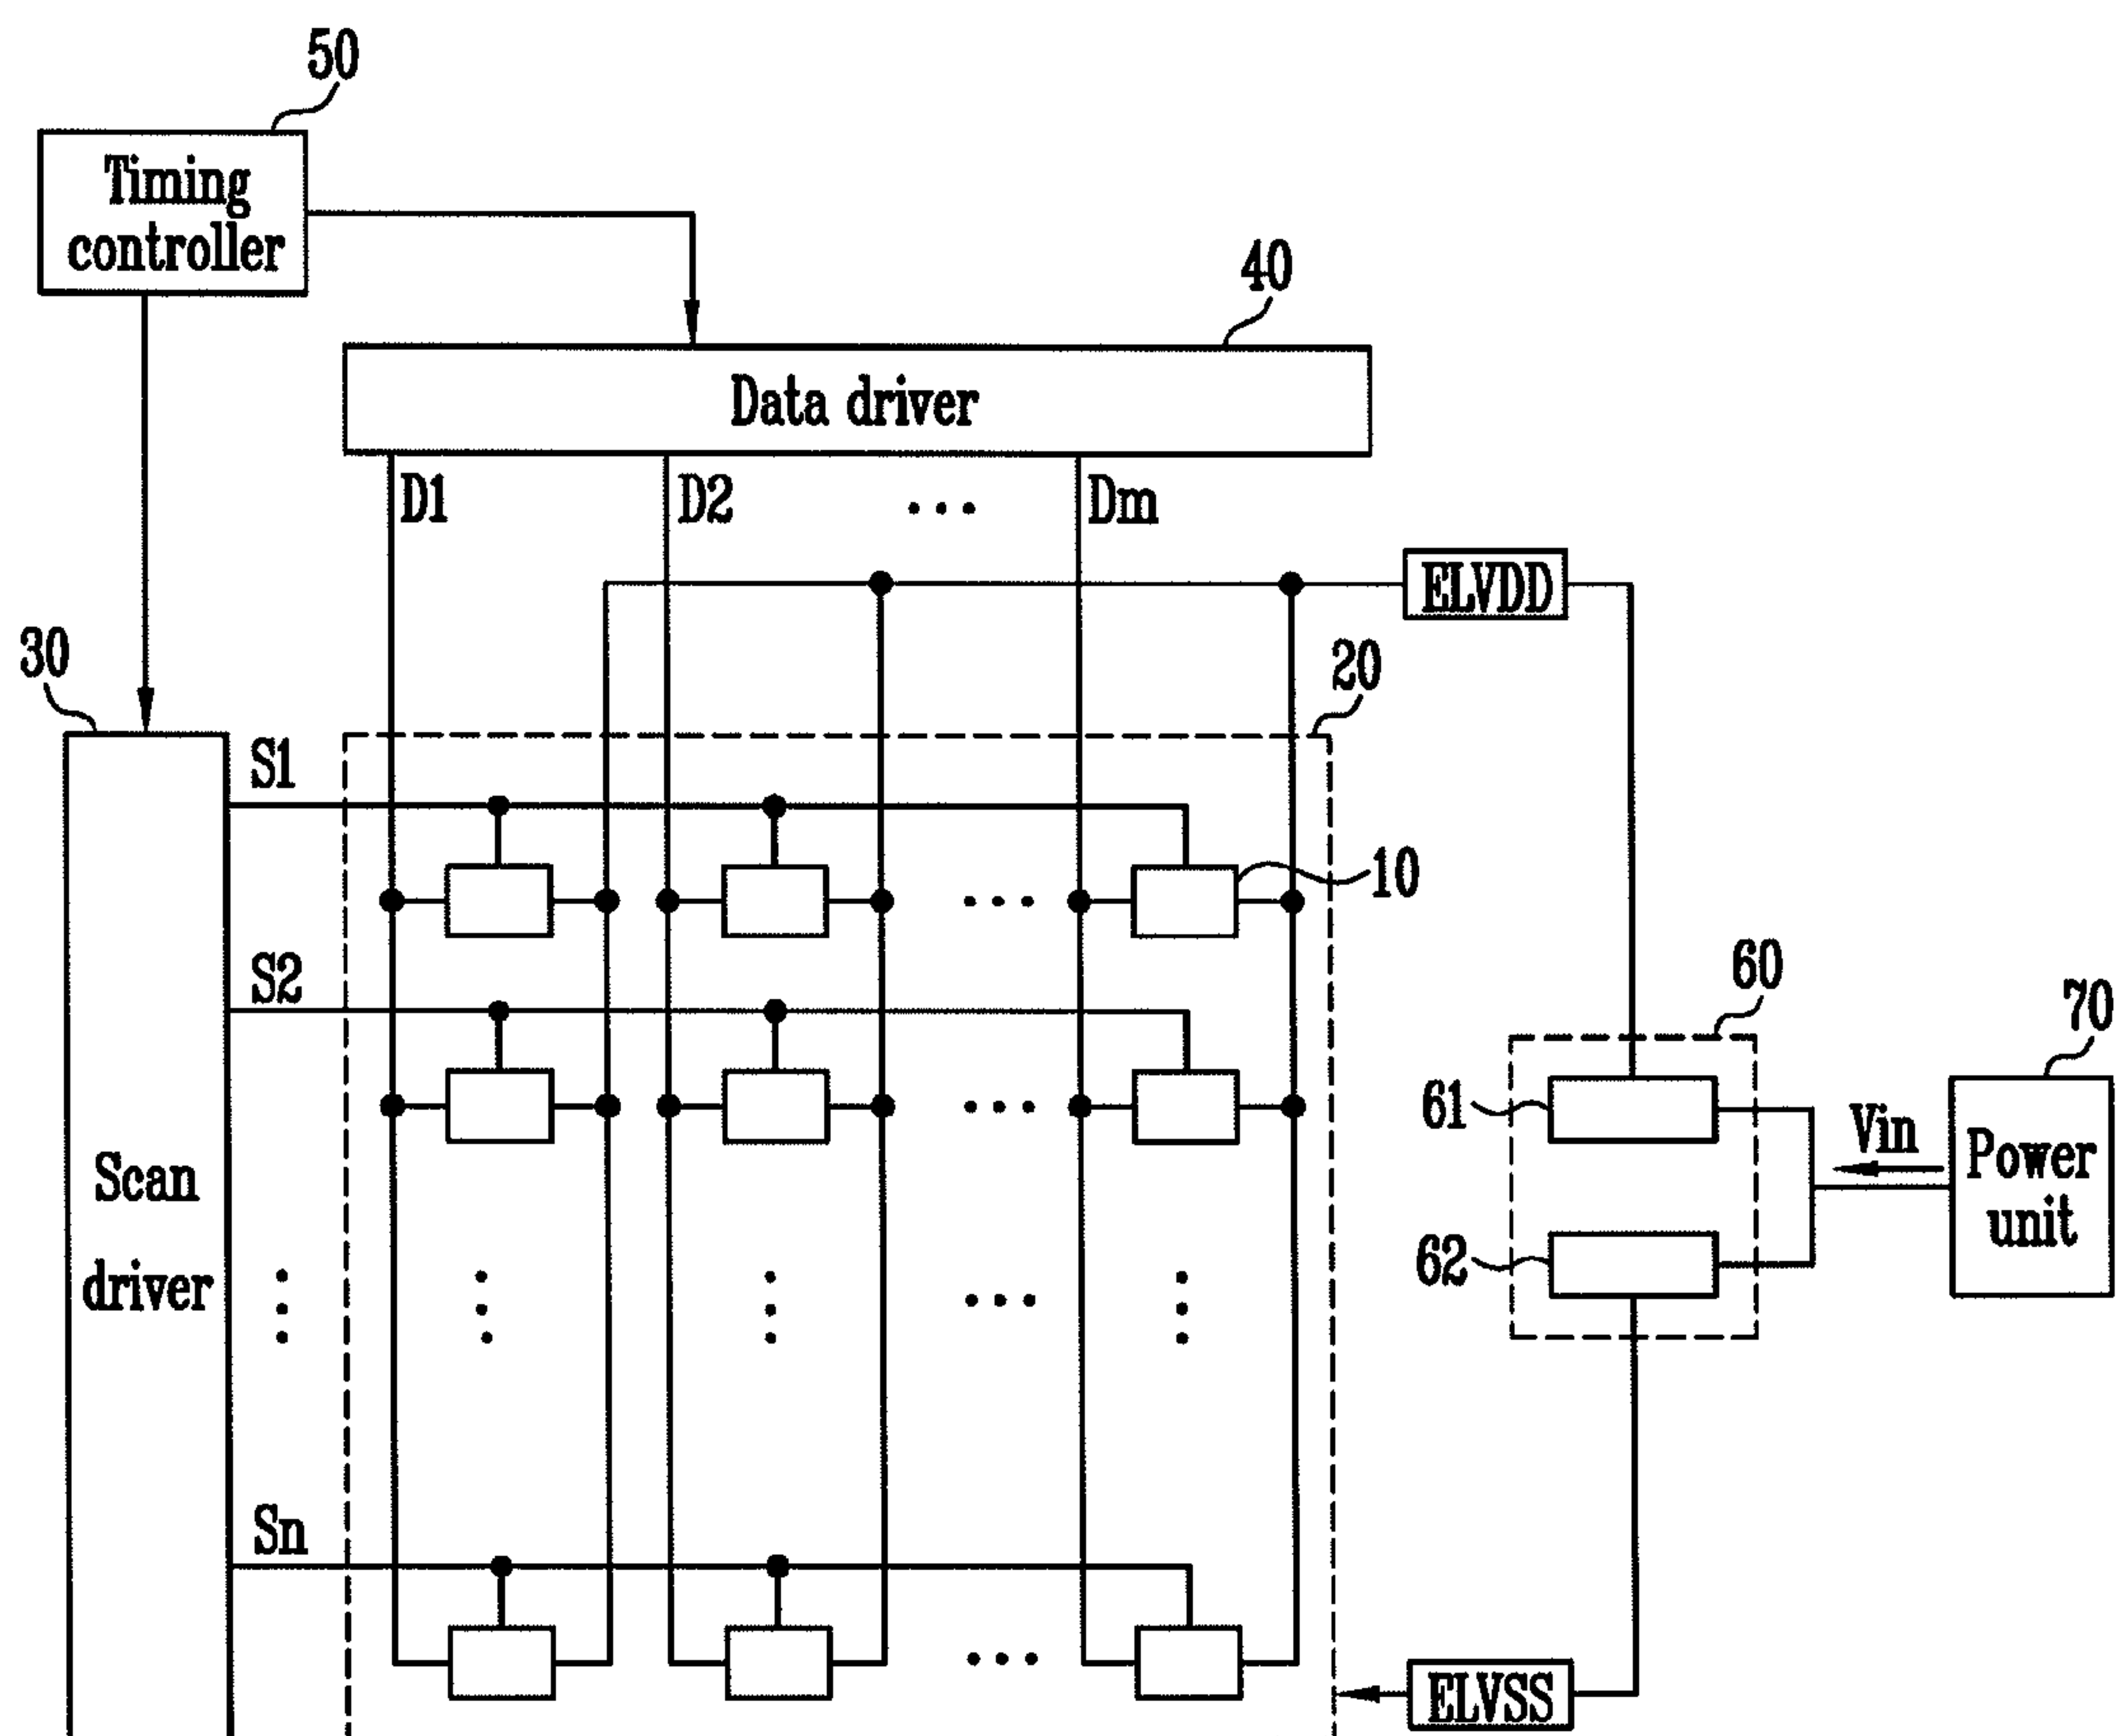 50
Timing
controller
40
Data driver
D1
D2
...
Dm
ELVDD
30
20
S1
10
...
S2
60
70
61
...
Vin
Power
unit
Scan
62
driver
...
Sn
...
ELVSS